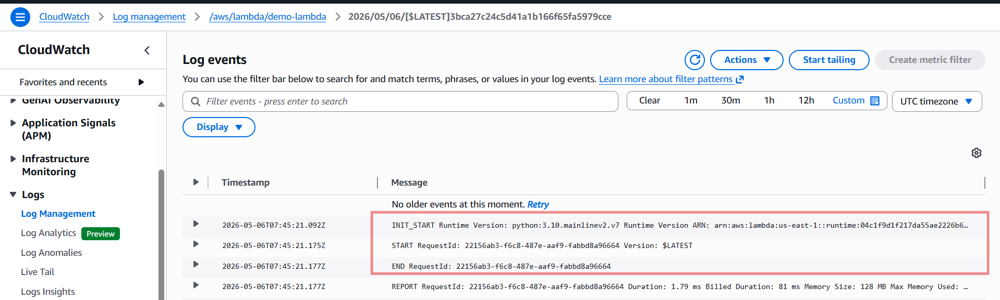 CloudWatch > Log management > /aws/lambda/demo-lambda > 2026/05/06/[$LATEST]3bca27c24c5d41a1b166f65fa5979cce
CloudWatch
Favorites and recents
GenAI Observability
Application Signals
(APM)
Infrastructure
Monitoring
Logs
Log Management
Log Analytics Preview
Log Anomalies
Live Tail
Logs Insights
Log events
Actions
Start tailing
Create metric filter
You can use the filter bar below to search for and match terms, phrases, or values in your log events. Learn more about filter patterns
Filter events - press enter to search
Clear 1m 30m 1h 12h Custom
UTC timezone
Display
Timestamp Message
No older events at this moment. Retry
2026-05-06T07:45:21.092Z INIT_START Runtime Version: python:3.10.mainlinev2.v7 Runtime Version ARN: arn:aws:lambda:us-east-1::runtime:04c1f9d1f217da55ae2226b6…
2026-05-06T07:45:21.175Z START RequestId: 22156ab3-f6c8-487e-aaf9-fabbd8a96664 Version: $LATEST
2026-05-06T07:45:21.177Z END RequestId: 22156ab3-f6c8-487e-aaf9-fabbd8a96664
2026-05-06T07:45:21.177Z REPORT RequestId: 22156ab3-f6c8-487e-aaf9-fabbd8a96664 Duration: 1.79 ms Billed Duration: 81 ms Memory Size: 128 MB Max Memory Used: …